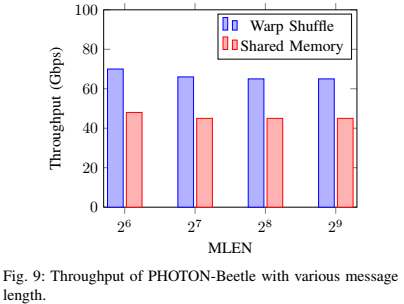 100
80
60
40
20
0
Throughput (Gbps)
Warp Shuffle
Shared Memory
2^6 2^7 2^8 2^9
MLEN
Fig. 9: Throughput of PHOTON-Beetle with various message
length.